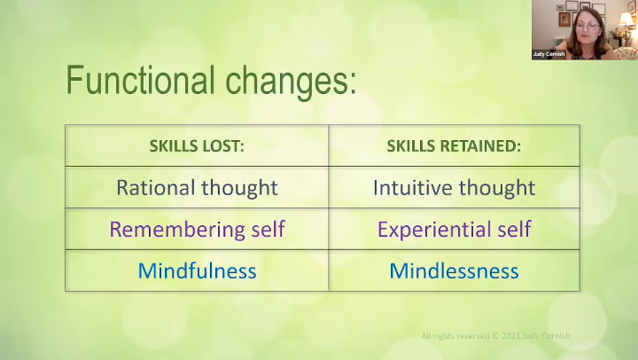 Judy Cornish
Functional changes:
SKILLS LOST:
SKILLS RETAINED:
Rational thought
Intuitive thought
Remembering self
Experiential self
Mindfulness
Mindlessness
All rights reserved © 2021 Judy Cornish